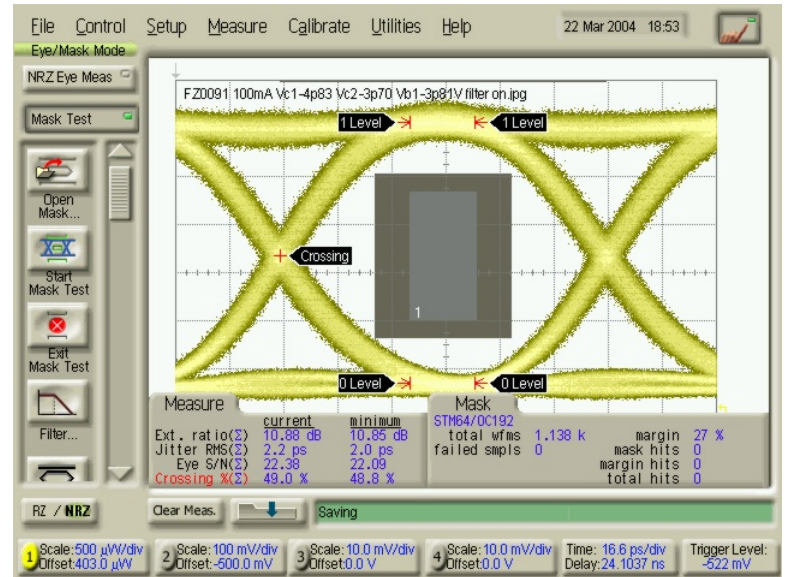 File Control Setup Measure Calibrate Utilities Help 22 Mar 2004 18:53
Eye/Mask Mode
NRZ Eye Meas
Mask Test
Open
Mask...
Start
Mask Test
Exit
Mask Test
Filter...
RZ / NRZ
FZ0091 100mA Vc1-4p83 Vc2-3p70 Vb1-3p81V filter on.jpg
1 Level 1 Level
Crossing
1
0 Level 0 Level
Measure
current minimum
Ext. ratio(Σ) 10.88 dB 10.85 dB
Jitter RMS(Σ) 2.2 ps 2.0 ps
Eye S/N(Σ) 22.38 22.09
Crossing %(Σ) 49.0 % 48.8 %
Mask
STM64/OC192
total wfms 1.138 k margin 27 %
failed smpls 0 mask hits 0
margin hits 0
total hits 0
Clear Meas. Saving
1 Scale:500 µW/div
Offset:403.0 µW
2 Scale:100 mV/div
Offset:-500.0 mV
3 Scale:10.0 mV/div
Offset:0.0 V
4 Scale:10.0 mV/div
Offset:0.0 V
Time: 16.6 ps/div
Delay:24.1037 ns
Trigger Level:
-522 mV